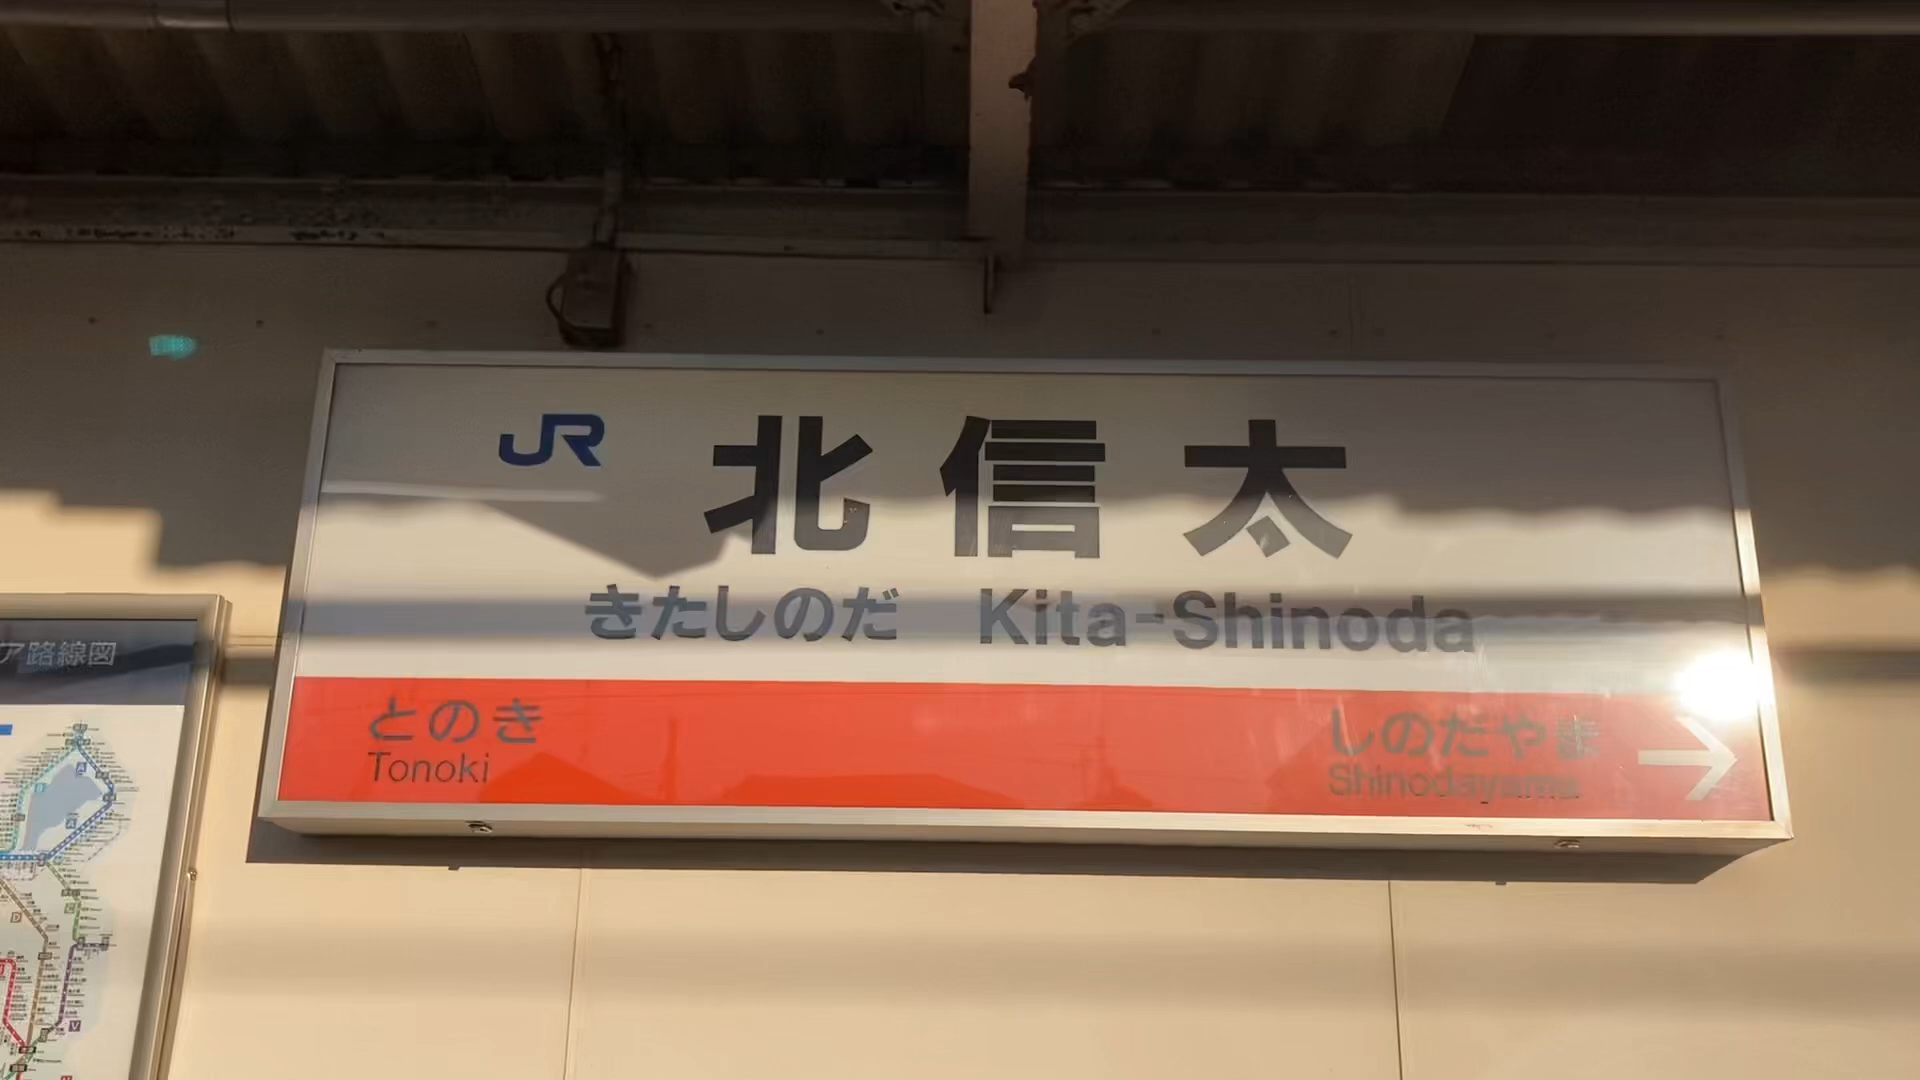 JR 北信太
きたしのだ Kita-Shinoda
とのき しのだやま →
Tonoki Shinodayama
ア路線図